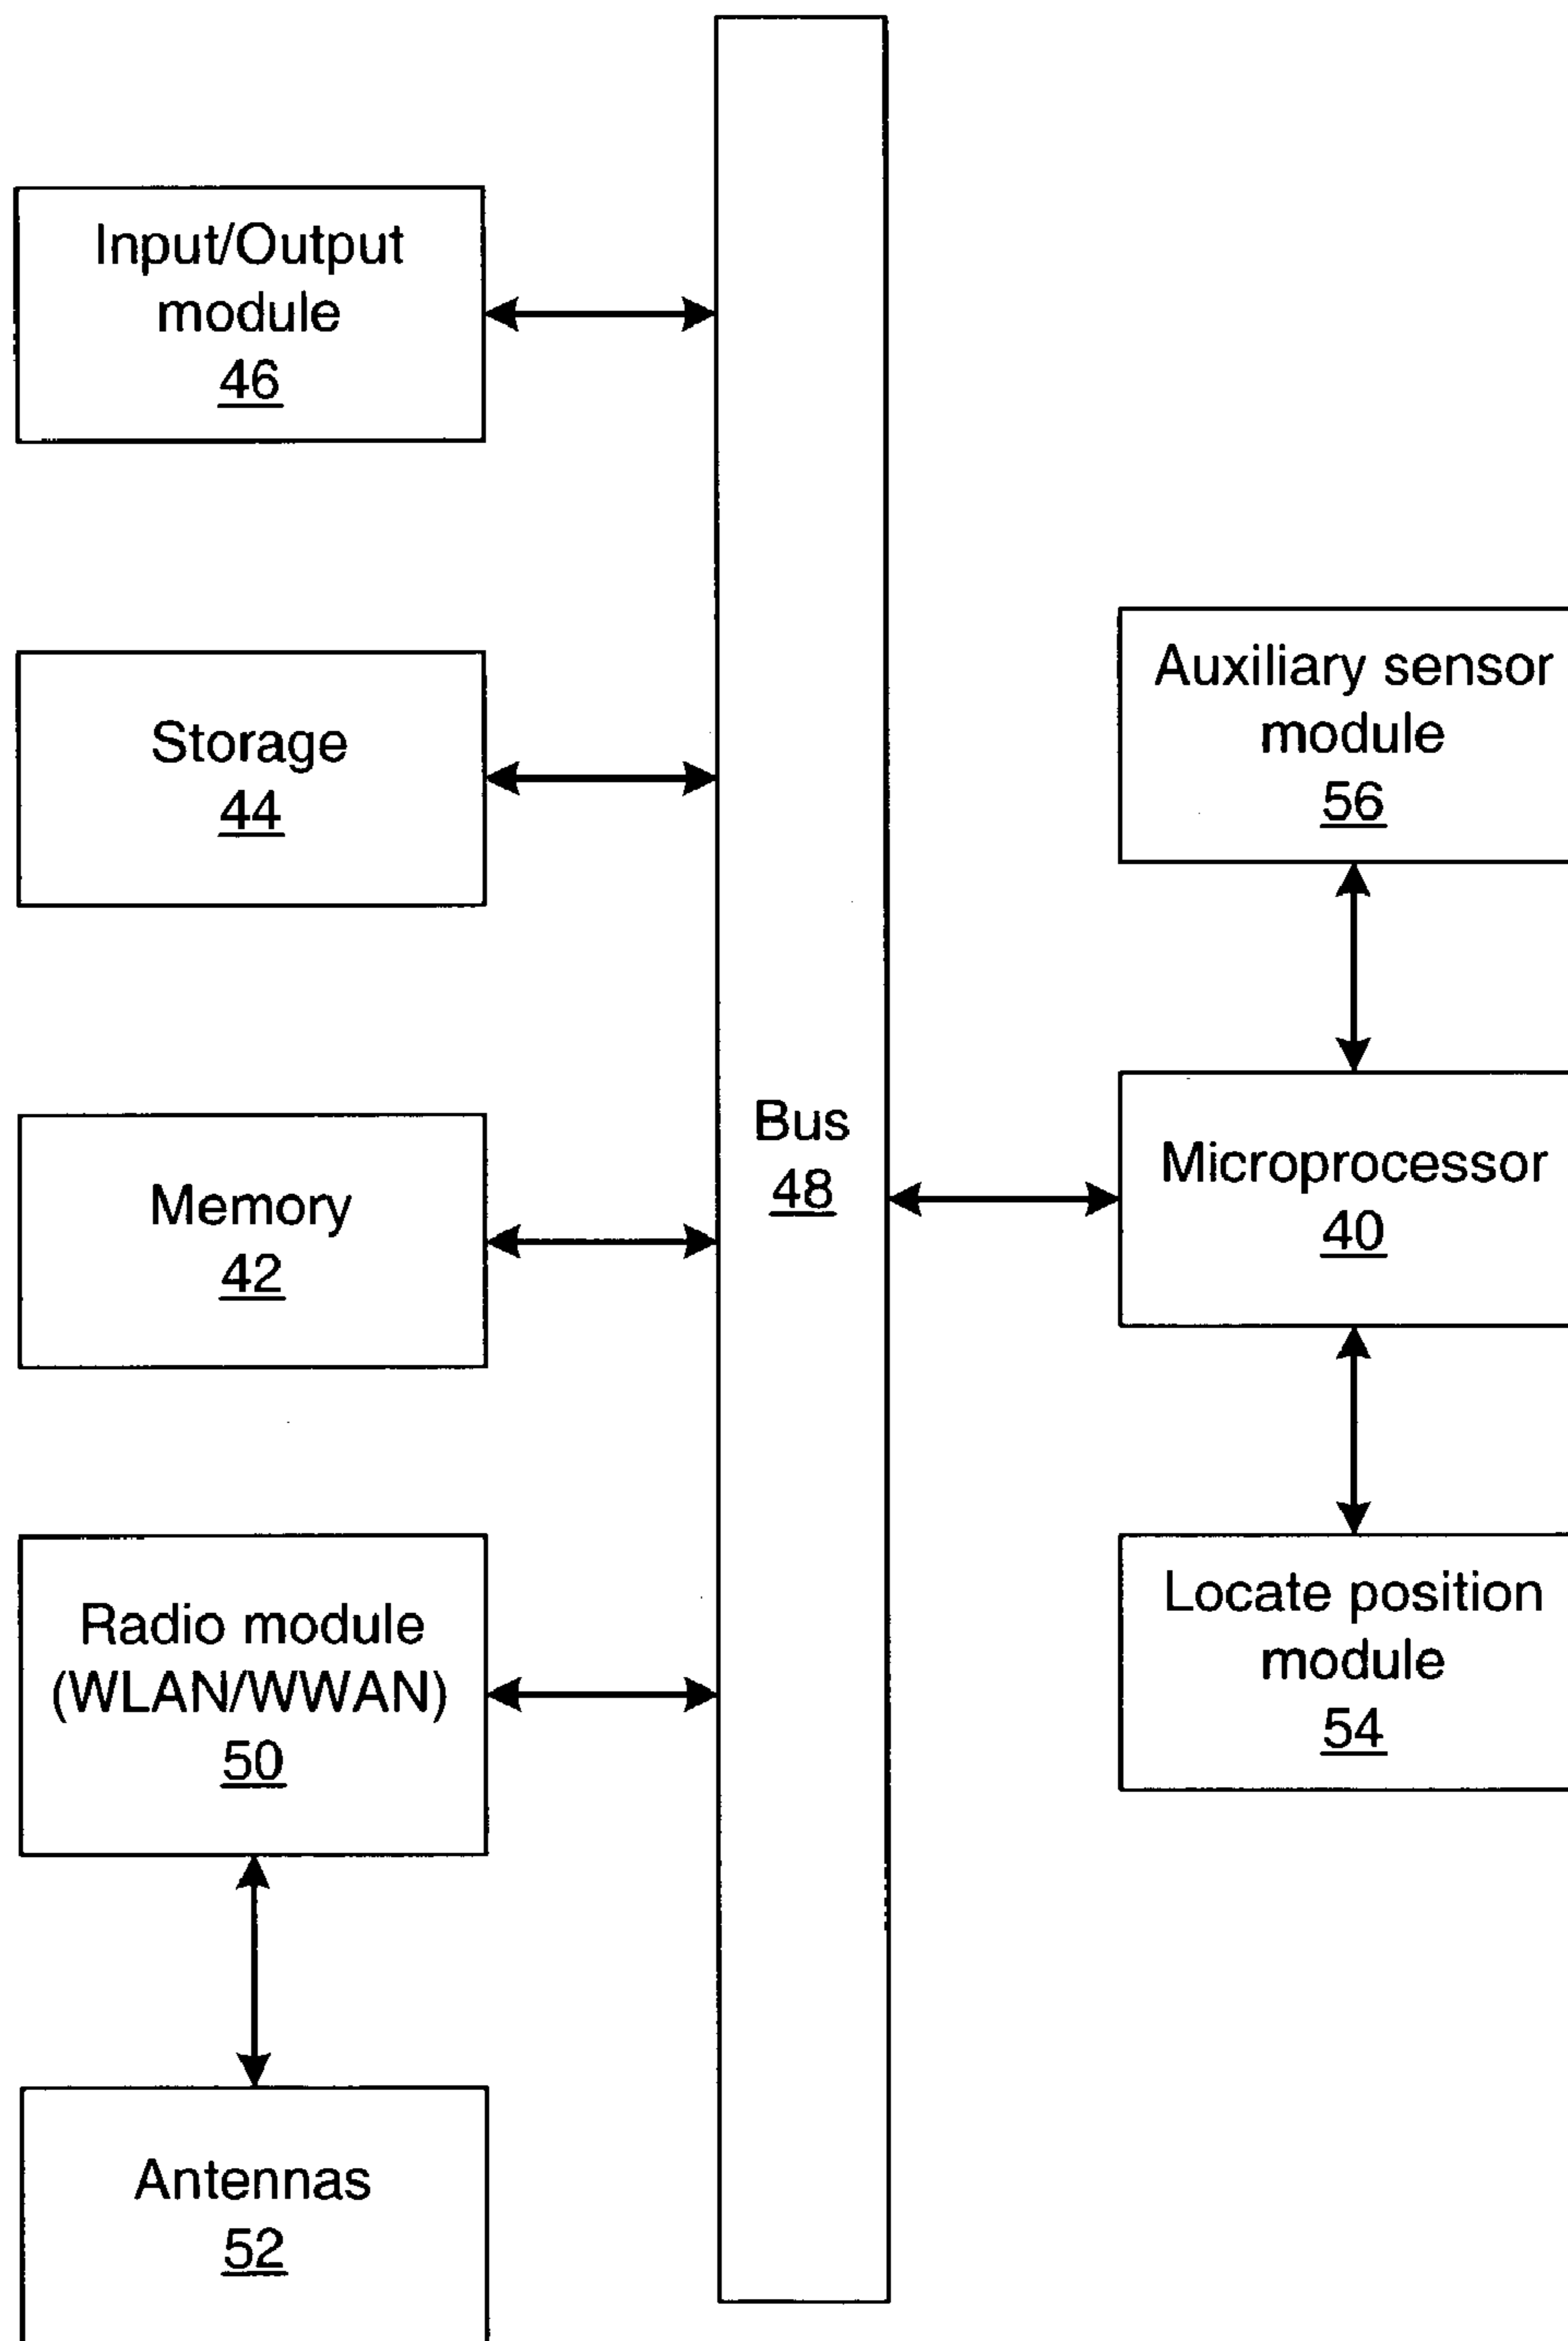 Input/Output
module
46
Storage
44
Memory
42
Radio module
(WLAN/WWAN)
50
Antennas
52
Bus
48
Auxiliary sensor
module
56
Microprocessor
40
Locate position
module
54